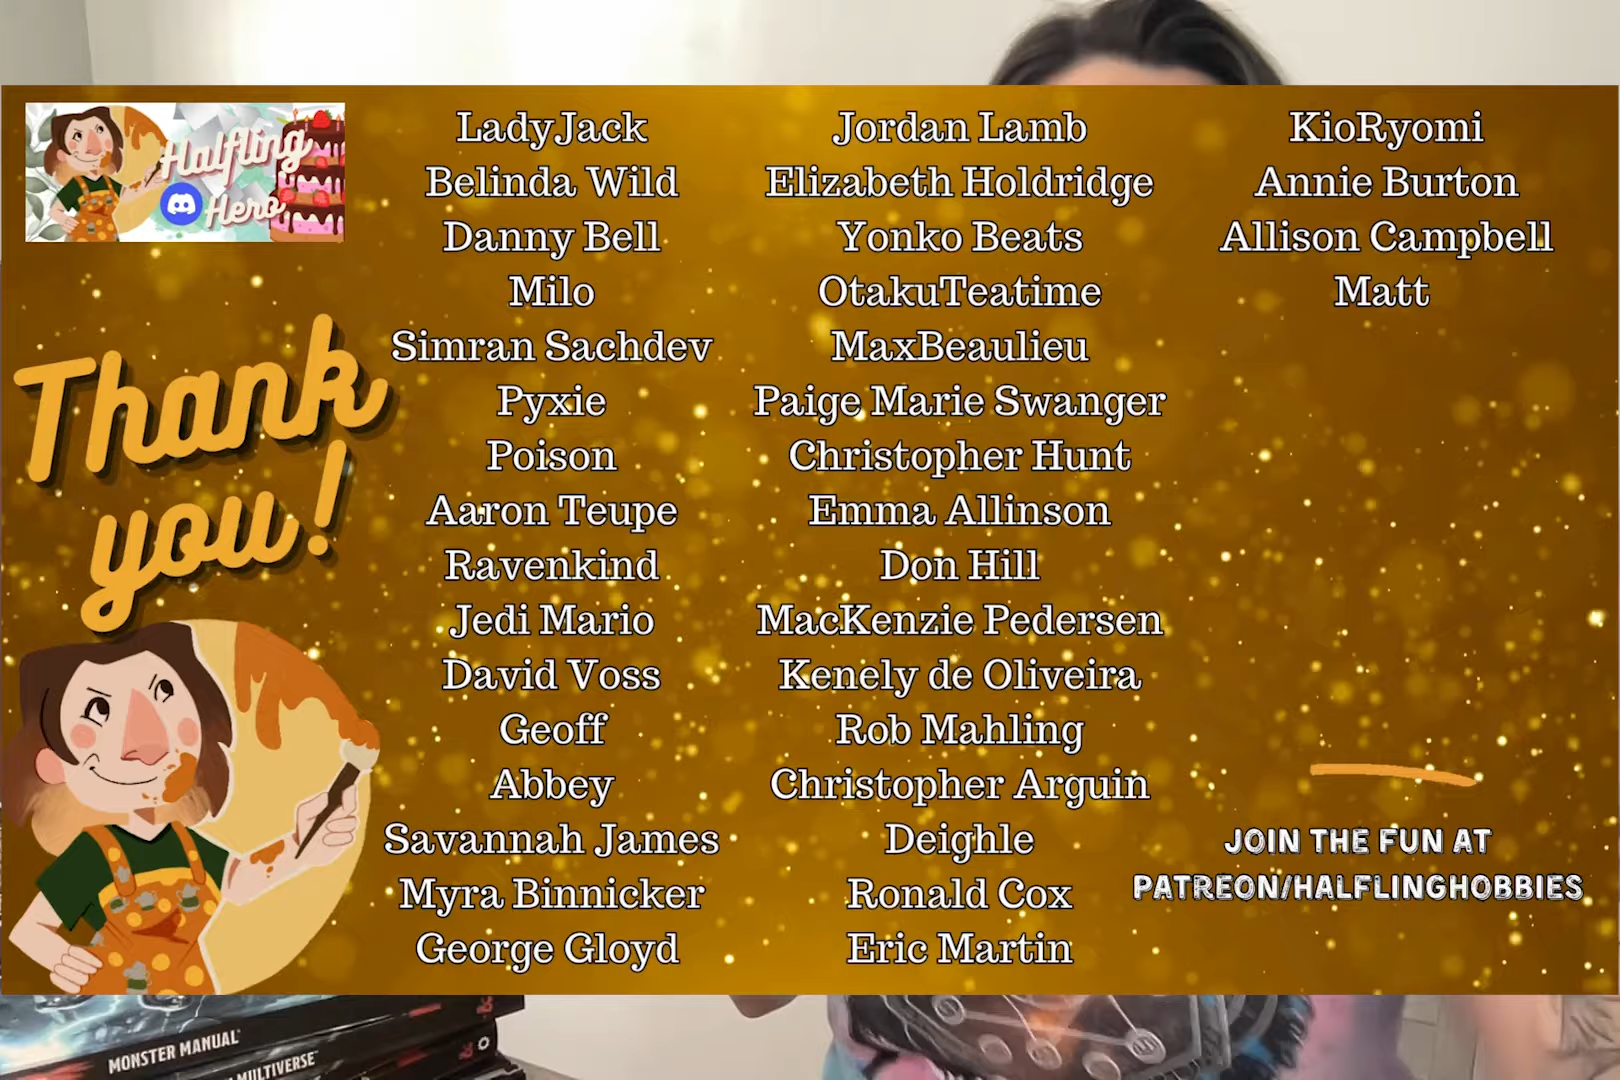 Halfling
Hero
Thank
you!
LadyJack
Belinda Wild
Danny Bell
Milo
Simran Sachdev
Pyxie
Poison
Aaron Teupe
Ravenkind
Jedi Mario
David Voss
Geoff
Abbey
Savannah James
Myra Binnicker
George Gloyd
Jordan Lamb
Elizabeth Holdridge
Yonko Beats
OtakuTeatime
MaxBeaulieu
Paige Marie Swanger
Christopher Hunt
Emma Allinson
Don Hill
MacKenzie Pedersen
Kenely de Oliveira
Rob Mahling
Christopher Arguin
Deighle
Ronald Cox
Eric Martin
KioRyomi
Annie Burton
Allison Campbell
Matt
JOIN THE FUN AT
PATREON/HALFLINGHOBBIES
MONSTER MANUAL
MULTIVERSE